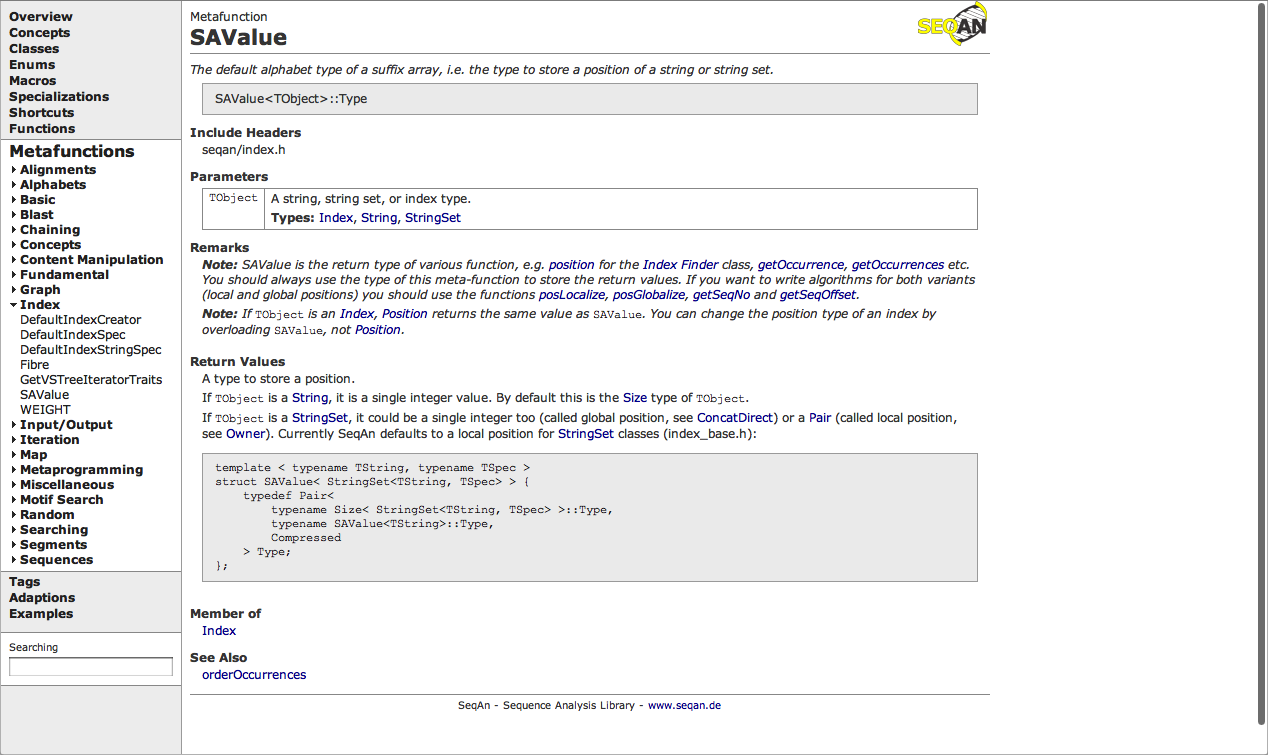 Overview
Concepts
Classes
Enums
Macros
Specializations
Shortcuts
Functions
Metafunctions
Alignments
Alphabets
Basic
Blast
Chaining
Concepts
Content Manipulation
Fundamental
Graph
Index
DefaultIndexCreator
DefaultIndexSpec
DefaultIndexStringSpec
Fibre
GetVSTreeIteratorTraits
SAValue
WEIGHT
Input/Output
Iteration
Map
Metaprogramming
Miscellaneous
Motif Search
Random
Searching
Segments
Sequences
Tags
Adaptions
Examples
Searching
Metafunction
SAValue
SEQAN
The default alphabet type of a suffix array, i.e. the type to store a position of a string or string set.
SAValue<TObject>::Type
Include Headers
seqan/index.h
Parameters
TObject A string, string set, or index type.
Types: Index, String, StringSet
Remarks
Note: SAValue is the return type of various function, e.g. position for the Index Finder class, getOccurrence, getOccurrences etc.
You should always use the type of this meta-function to store the return values. If you want to write algorithms for both variants
(local and global positions) you should use the functions posLocalize, posGlobalize, getSeqNo and getSeqOffset.
Note: If TObject is an Index, Position returns the same value as SAValue. You can change the position type of an index by
overloading SAValue, not Position.
Return Values
A type to store a position.
If TObject is a String, it is a single integer value. By default this is the Size type of TObject.
If TObject is a StringSet, it could be a single integer too (called global position, see ConcatDirect) or a Pair (called local position,
see Owner). Currently SeqAn defaults to a local position for StringSet classes (index_base.h):
template < typename TString, typename TSpec >
struct SAValue< StringSet<TString, TSpec> > {
typedef Pair<
typename Size< StringSet<TString, TSpec> >::Type,
typename SAValue<TString>::Type,
Compressed
> Type;
};
Member of
Index
See Also
orderOccurrences
SeqAn - Sequence Analysis Library - www.seqan.de